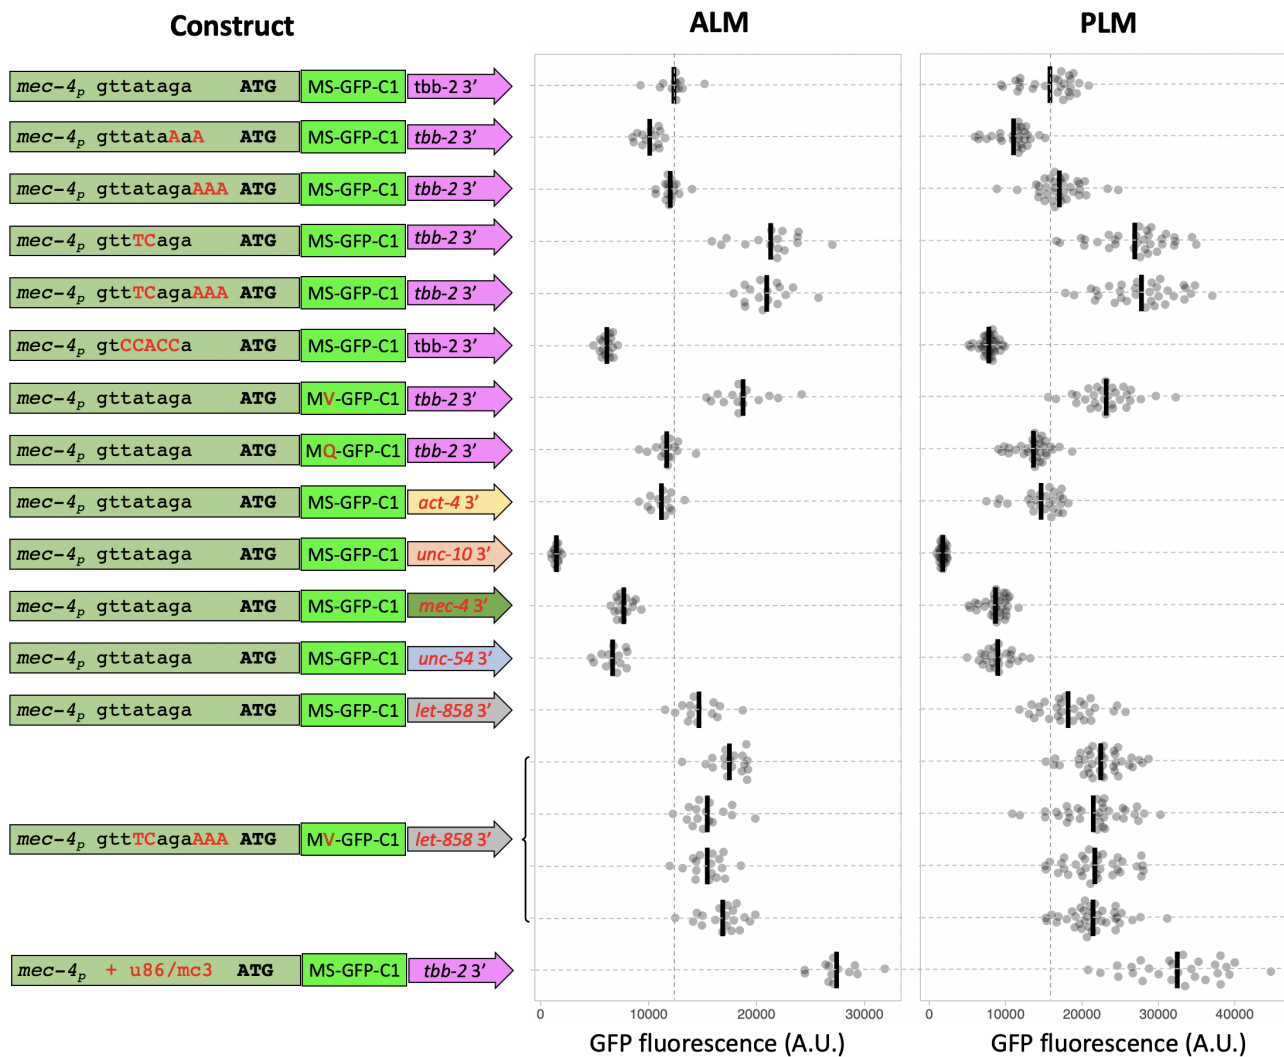 Construct ALM PLM
mec-4p gttataga ATG MS-GFP-C1 tbb-2 3’
mec-4p gttataAaA ATG MS-GFP-C1 tbb-2 3’
mec-4p gttatagaAAA ATG MS-GFP-C1 tbb-2 3’
mec-4p gttTCaga ATG MS-GFP-C1 tbb-2 3’
mec-4p gttTCagaAAA ATG MS-GFP-C1 tbb-2 3’
mec-4p gtCCACCa ATG MS-GFP-C1 tbb-2 3’
mec-4p gttataga ATG MV-GFP-C1 tbb-2 3’
mec-4p gttataga ATG MQ-GFP-C1 tbb-2 3’
mec-4p gttataga ATG MS-GFP-C1 act-4 3’
mec-4p gttataga ATG MS-GFP-C1 unc-10 3’
mec-4p gttataga ATG MS-GFP-C1 mec-4 3’
mec-4p gttataga ATG MS-GFP-C1 unc-54 3’
mec-4p gttataga ATG MS-GFP-C1 let-858 3’
mec-4p gttTCagaAAA ATG MV-GFP-C1 let-858 3’
mec-4p + u86/mc3 ATG MS-GFP-C1 tbb-2 3’
0 10000 20000 30000 0 10000 20000 30000 40000
GFP fluorescence (A.U.) GFP fluorescence (A.U.)